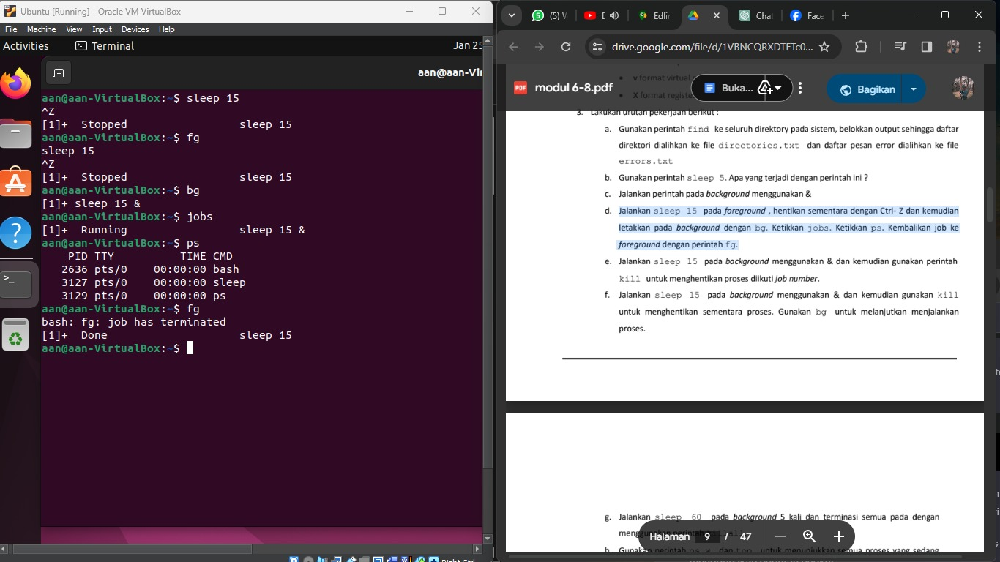 Ubuntu [Running] - Oracle VM VirtualBox
File Machine View Input Devices Help
Activities Terminal Jan 25
aan@aan-Vir
aan@aan-VirtualBox:~$ sleep 15
^Z
[1]+ Stopped sleep 15
aan@aan-VirtualBox:~$ fg
sleep 15
^Z
[1]+ Stopped sleep 15
aan@aan-VirtualBox:~$ bg
[1]+ sleep 15 &
aan@aan-VirtualBox:~$ jobs
[1]+ Running sleep 15 &
aan@aan-VirtualBox:~$ ps
PID TTY TIME CMD
2636 pts/0 00:00:00 bash
3127 pts/0 00:00:00 sleep
3129 pts/0 00:00:00 ps
aan@aan-VirtualBox:~$ fg
bash: fg: job has terminated
[1]+ Done sleep 15
aan@aan-VirtualBox:~$
Right Ctrl
(5) Edlir Cha Face
drive.google.com/file/d/1VBNCQRXDTETc0...
v format virtual
PDF modul 6-8.pdf Buka... Bagikan
X format registe
3. Lakukan urutan pekerjaan berikut :
a. Gunakan perintah find ke seluruh direktory pada sistem, belokkan output sehingga daftar
direktori dialihkan ke file directories.txt dan daftar pesan error dialihkan ke file
errors.txt
b. Gunakan perintah sleep 5. Apa yang terjadi dengan perintah ini ?
c. Jalankan perintah pada background menggunakan &
d. Jalankan sleep 15 pada foreground , hentikan sementara dengan Ctrl- Z dan kemudian
letakkan pada background dengan bg. Ketikkan jobs. Ketikkan ps. Kembalikan job ke
foreground dengan perintah fg.
e. Jalankan sleep 15 pada background menggunakan & dan kemudian gunakan perintah
kill untuk menghentikan proses diikuti job number.
f. Jalankan sleep 15 pada background menggunakan & dan kemudian gunakan kill
untuk menghentikan sementara proses. Gunakan bg untuk melanjutkan menjalankan
proses.
g. Jalankan sleep 60 pada background 5 kali dan terminasi semua pada dengan
menggunakan perintah killall
Halaman 9 / 47
h. Gunakan perintah ps, w dan top untuk menunjukkan semua proses yang sedang